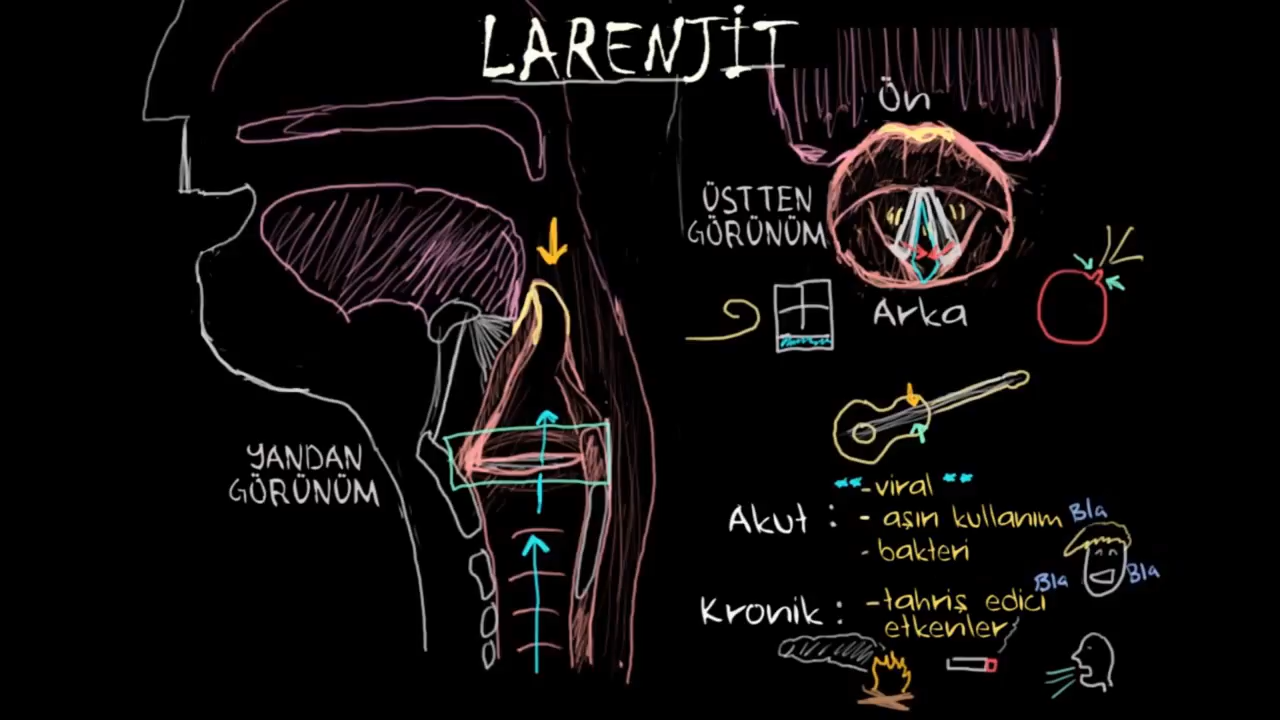 LARENJİT
Ön
ÜSTTEN
GÖRÜNÜM
Arka
YANDAN
GÖRÜNÜM
Akut :
**-viral **
- aşırı kullanım
- bakteri
Bla
Bla
Bla
Kronik :
-tahriş edici
etkenler